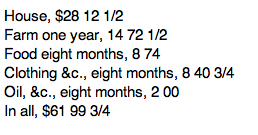 House, $28 12 1/2
Farm one year, 14 72 1/2
Food eight months, 8 74
Clothing &c., eight months, 8 40 3/4
Oil, &c., eight months, 2 00
In all, $61 99 3/4